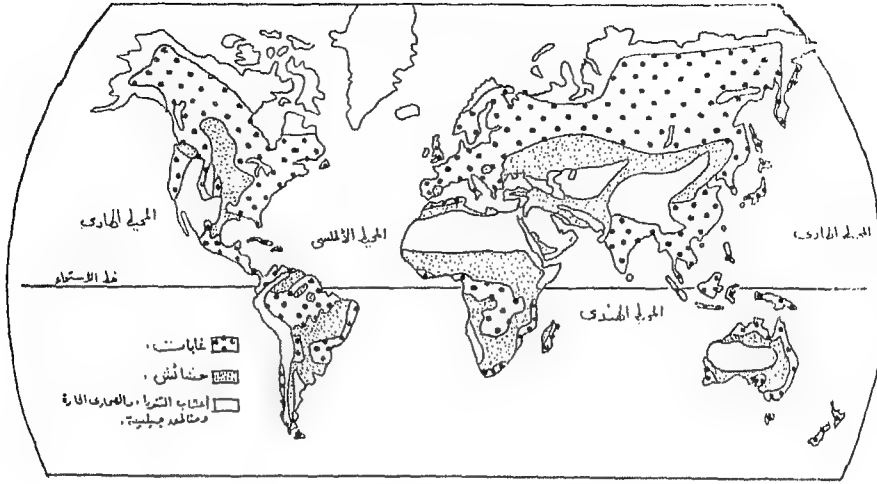 المحيط الهادى
المحيط الأطلسى
المحيط الهادى
خط الاستواء
المحيط الهندى
غابات.
حشائش.
أعشاب التندرا، والصحارى الحارة
ومناطق جبلية.